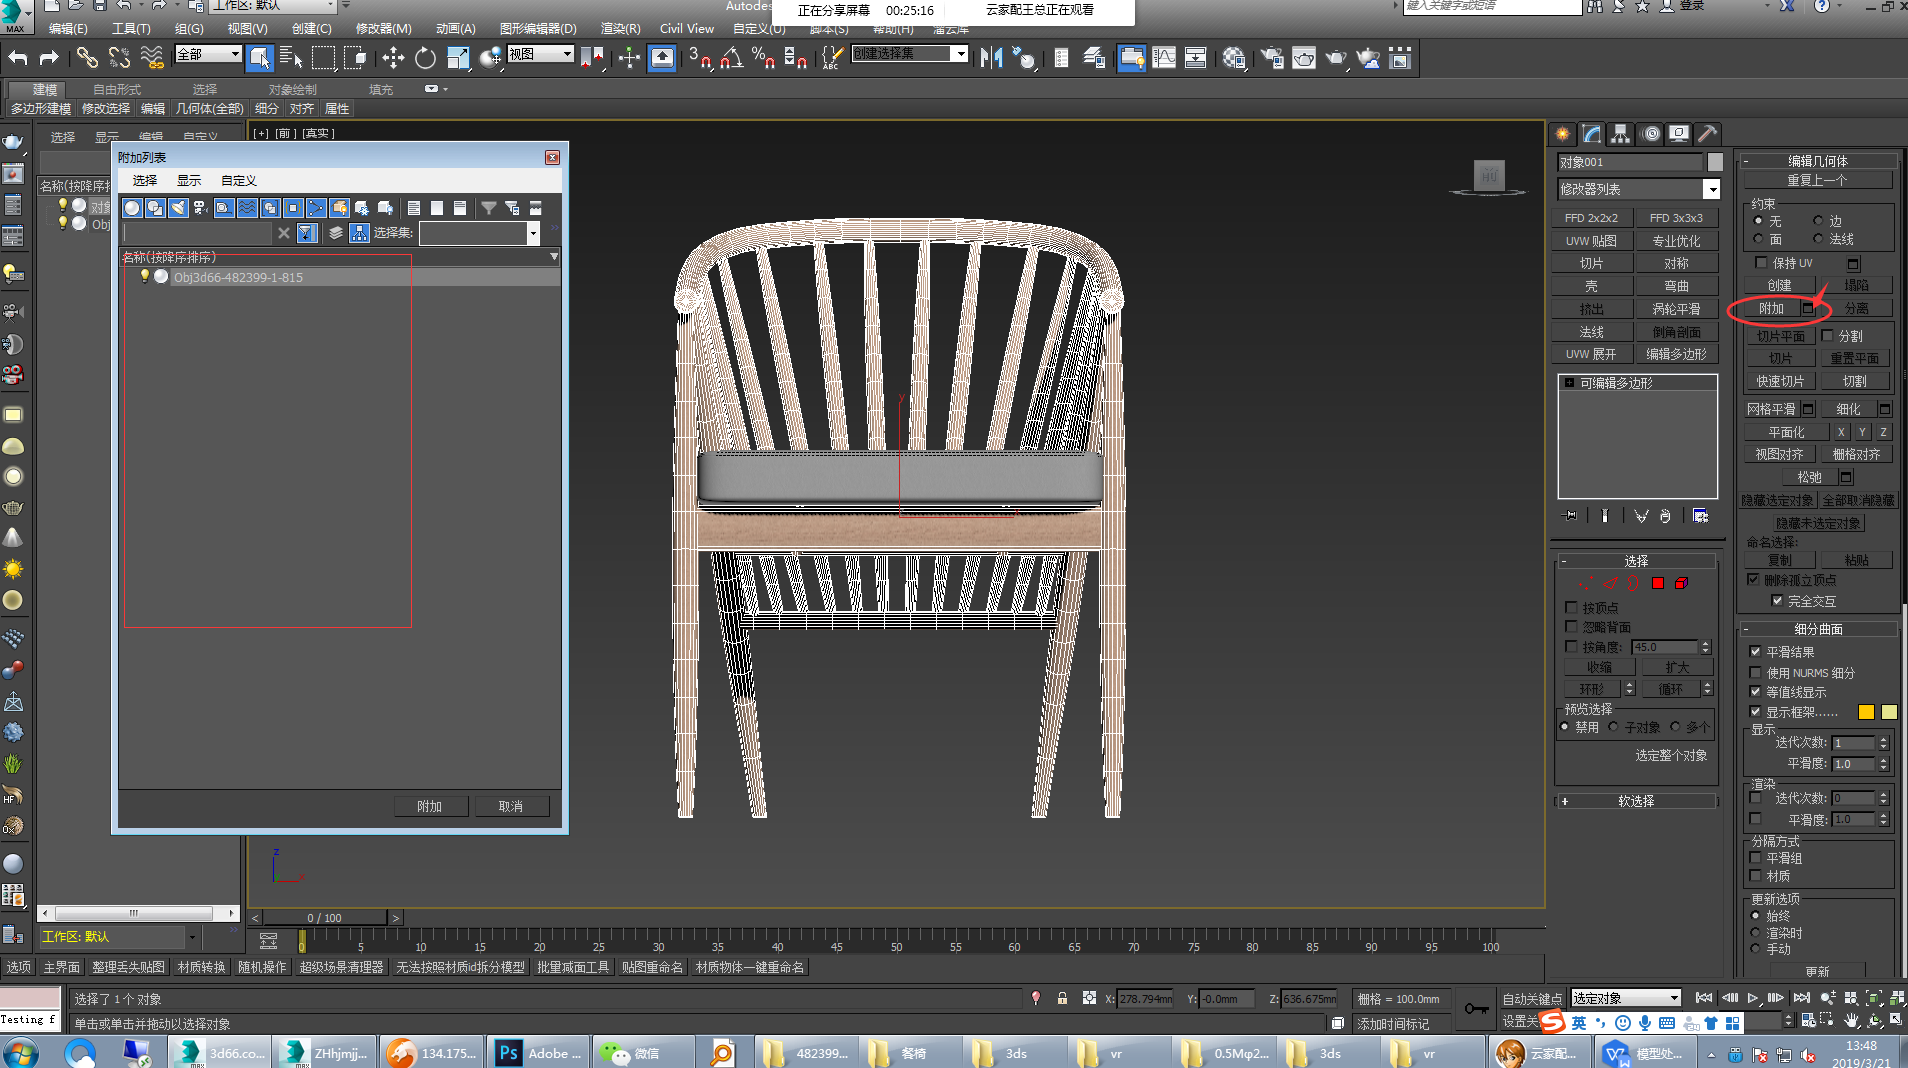 工作区: 默认
Autodes
正在分享屏幕 00:25:16 云家配王总正在观看
键入关键字或短语
登录
MAX
编辑(E) 工具(T) 组(G) 视图(V) 创建(C) 修改器(M) 动画(A) 图形编辑器(D) 渲染(R) Civil View 自定义(U) 脚本(S) 帮助(H) 溜云库
全部 视图 创建选择集
建模 自由形式 选择 对象绘制 填充
多边形建模 修改选择 编辑 几何体(全部) 细分 对齐 属性
选择 显示 编辑 自定义
名称(按降序排
对象
Obj
[+] [前] [真实]
附加列表
选择 显示 自定义
选择集:
名称(按降序排序)
Obj3d66-482399-1-815
附加 取消
前
y
z
x
对象001
修改器列表
FFD 2x2x2 FFD 3x3x3
UVW 贴图 专业优化
切片 对称
壳 弯曲
挤出 涡轮平滑
法线 倒角剖面
UVW 展开 编辑多边形
可编辑多边形
选择
按顶点
忽略背面
按角度: 45.0
收缩 扩大
环形 循环
预览选择
禁用 子对象 多个
选定整个对象
软选择
编辑几何体
重复上一个
约束
无 边
面 法线
保持 UV
创建 塌陷
附加 分离
切片平面 分割
切片 重置平面
快速切片 切割
网格平滑 细化
平面化 X Y Z
视图对齐 栅格对齐
松弛
隐藏选定对象 全部取消隐藏
隐藏未选定对象
命名选择:
复制 粘贴
删除孤立顶点
完全交互
细分曲面
平滑结果
使用 NURMS 细分
等值线显示
显示框架......
显示
迭代次数: 1
平滑度: 1.0
渲染
迭代次数: 0
平滑度: 1.0
分隔方式
平滑组
材质
更新选项
始终
渲染时
手动
更新
0 / 100
工作区: 默认
0 5 10 15 20 25 30 35 40 45 50 55 60 65 70 75 80 85 90 95 100
选项 主界面 整理丢失贴图 材质转换 随机操作 超级场景清理器 无法按照材质id拆分模型 批量减面工具 贴图重命名 材质物体一键重命名
选择了 1 个 对象
X: 278.794mm Y: -0.0mm Z: 636.675mm 栅格 = 100.0mm 自动关键点 选定对象
Testing f
单击或单击并拖动以选择对象
添加时间标记 设置关
英
3d66.co... ZHhjmjj... 134.175... Adobe ... 微信 482399... 餐椅 3ds vr 0.5Mφ2... 3ds vr 云家配... 模型处...
13:48
2019/3/21